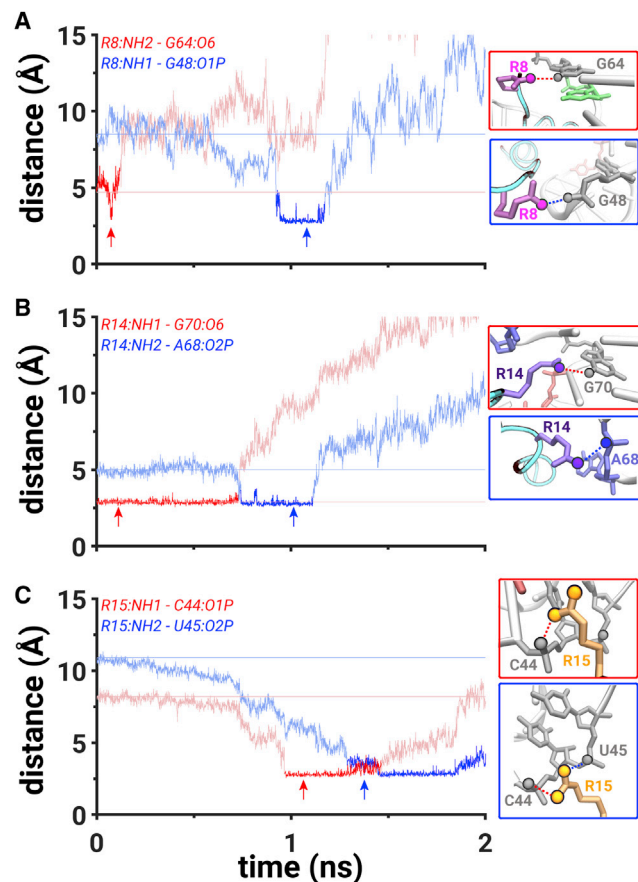 A
R8:NH2 - G64:O6
R8:NH1 - G48:O1P
distance (Å)
15
10
5
0
R8
G64
R8
G48
B
R14:NH1 - G70:O6
R14:NH2 - A68:O2P
distance (Å)
15
10
5
0
R14
G70
R14
A68
C
R15:NH1 - C44:O1P
R15:NH2 - U45:O2P
distance (Å)
15
10
5
0
0
1
2
time (ns)
C44
R15
U45
C44
R15